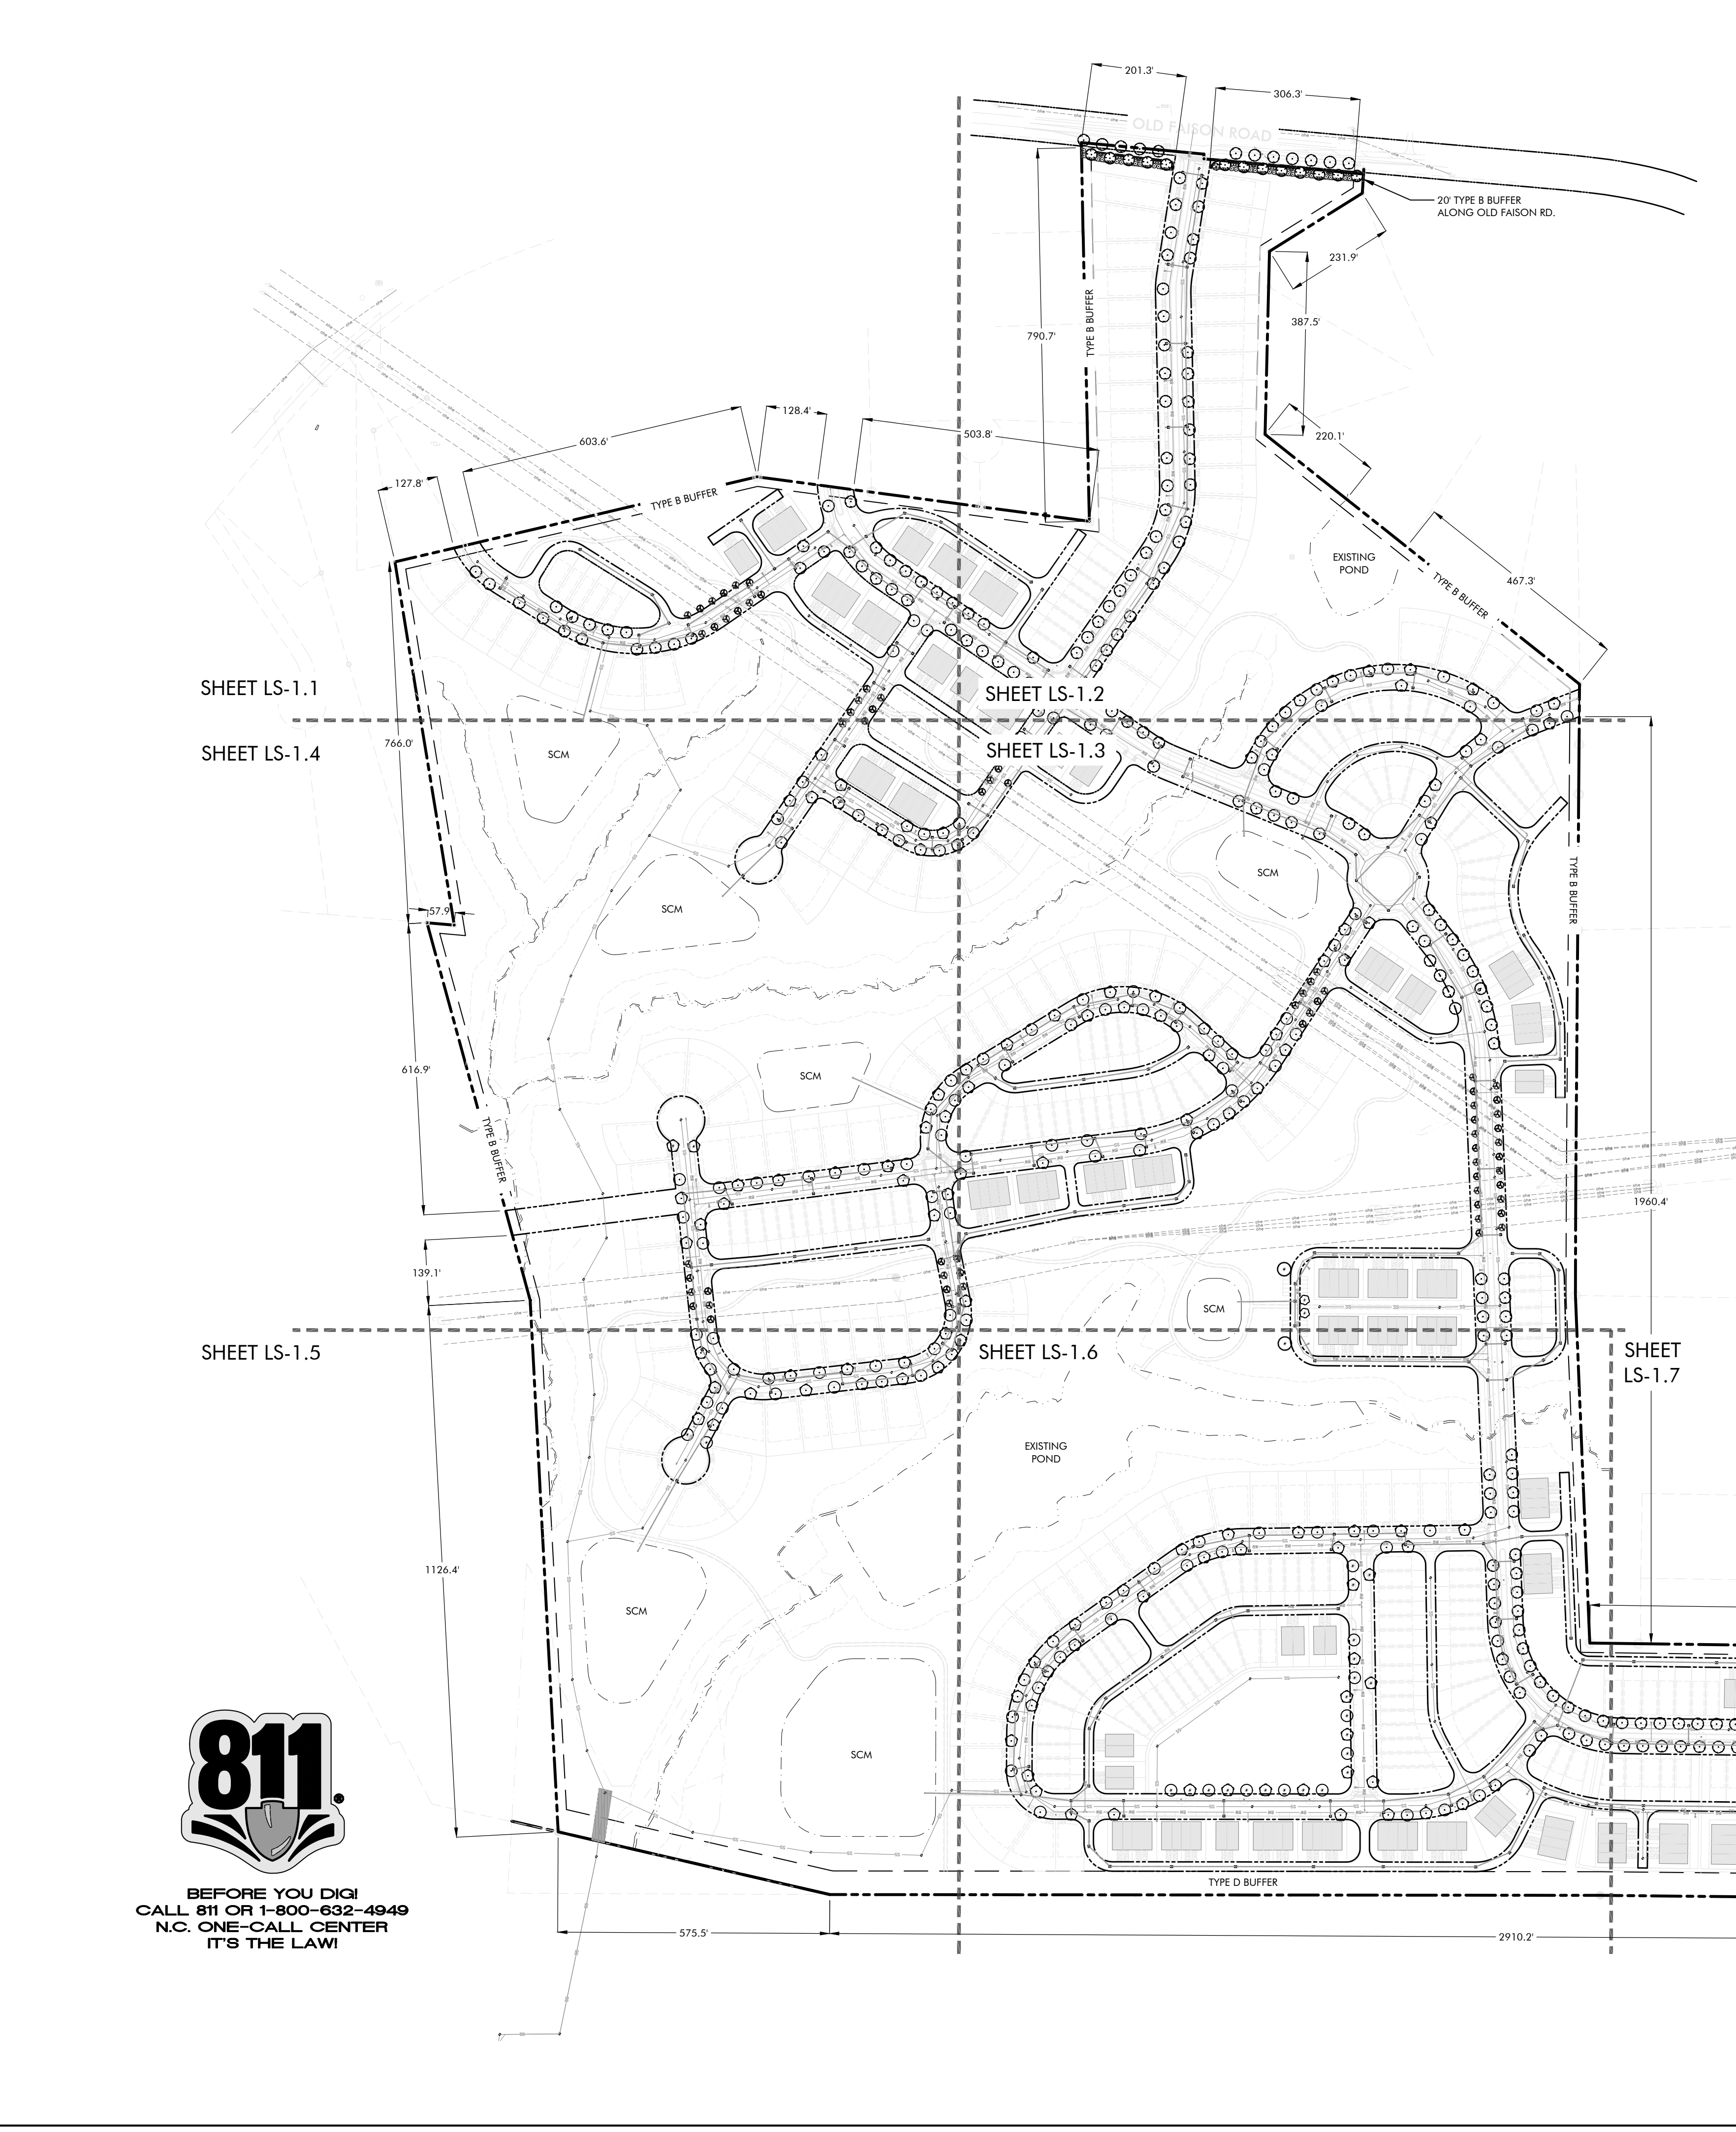 201.3'
306.3'
OLD FAISON ROAD
20' TYPE B BUFFER
ALONG OLD FAISON RD.
231.9'
790.7'
TYPE B BUFFER
387.5'
128.4'
603.6'
503.8'
220.1'
127.8'
TYPE B BUFFER
EXISTING
POND
467.3'
TYPE B BUFFER
SHEET LS-1.1
SHEET LS-1.2
766.0'
SHEET LS-1.4
SCM
SHEET LS-1.3
SCM
TYPE B BUFFER
57.9'
SCM
616.9'
SCM
TYPE B BUFFER
1960.4'
139.1'
SCM
SHEET LS-1.5
SHEET LS-1.6
SHEET
LS-1.7
EXISTING
POND
1126.4'
SCM
SCM
811
®
TYPE D BUFFER
BEFORE YOU DIG!
CALL 811 OR 1-800-632-4949
N.C. ONE-CALL CENTER
IT'S THE LAW!
575.5'
2910.2'